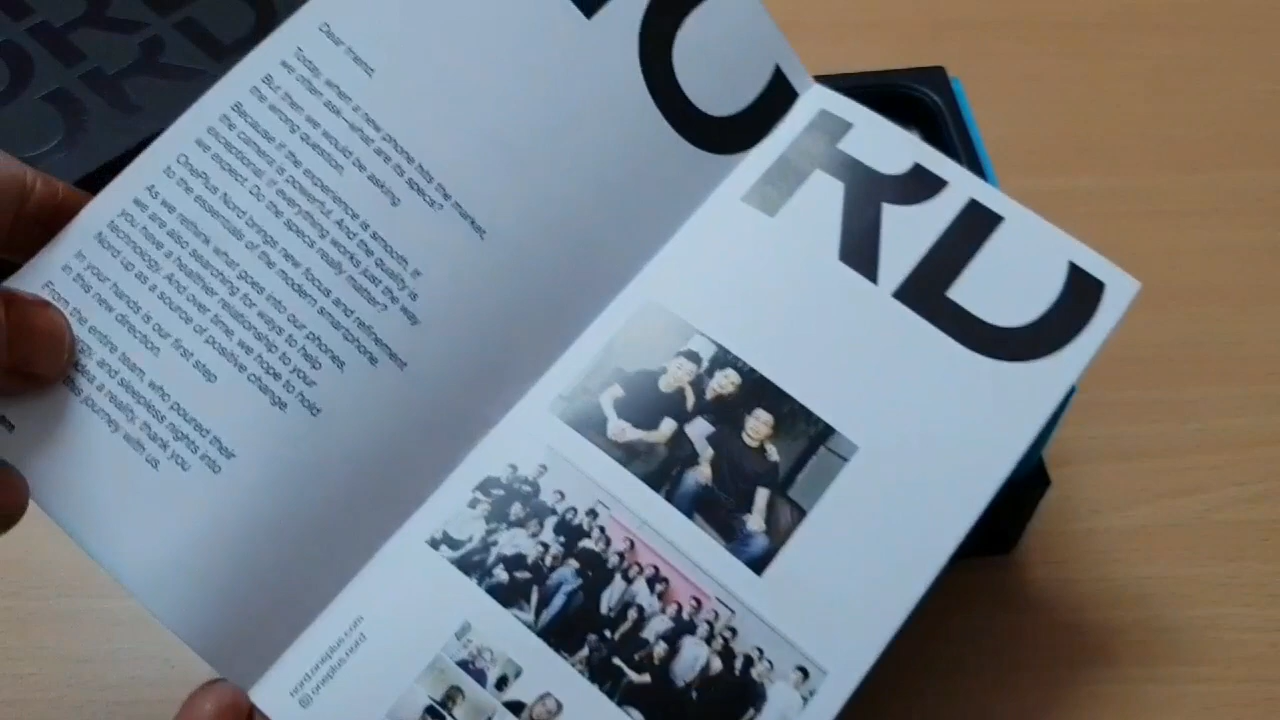 Dear friend,
Today, when a new phone hits the market,
we often ask—what are its specs?
But then we would be asking
the wrong question.
Because if the experience is smooth. If
the camera is powerful. And the quality is
exceptional. If everything works just the way
we expect. Do the specs really matter?
OnePlus Nord brings new focus and refinement
to the essentials of the modern smartphone.
As we rethink what goes into our phones,
we are also searching for ways to help
you have a healthier relationship to your
technology. And over time, we hope to hold
Nord up as a source of positive change.
In your hands is our first step
in this new direction.
From the entire team, who poured their
and sleepless nights into
idea a reality, thank you
this journey with us.
O
RD
nord.oneplus.com
@oneplus.nord